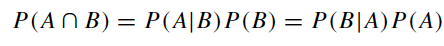 P(A ∩ B) = P(A|B)P(B) = P(B|A)P(A)